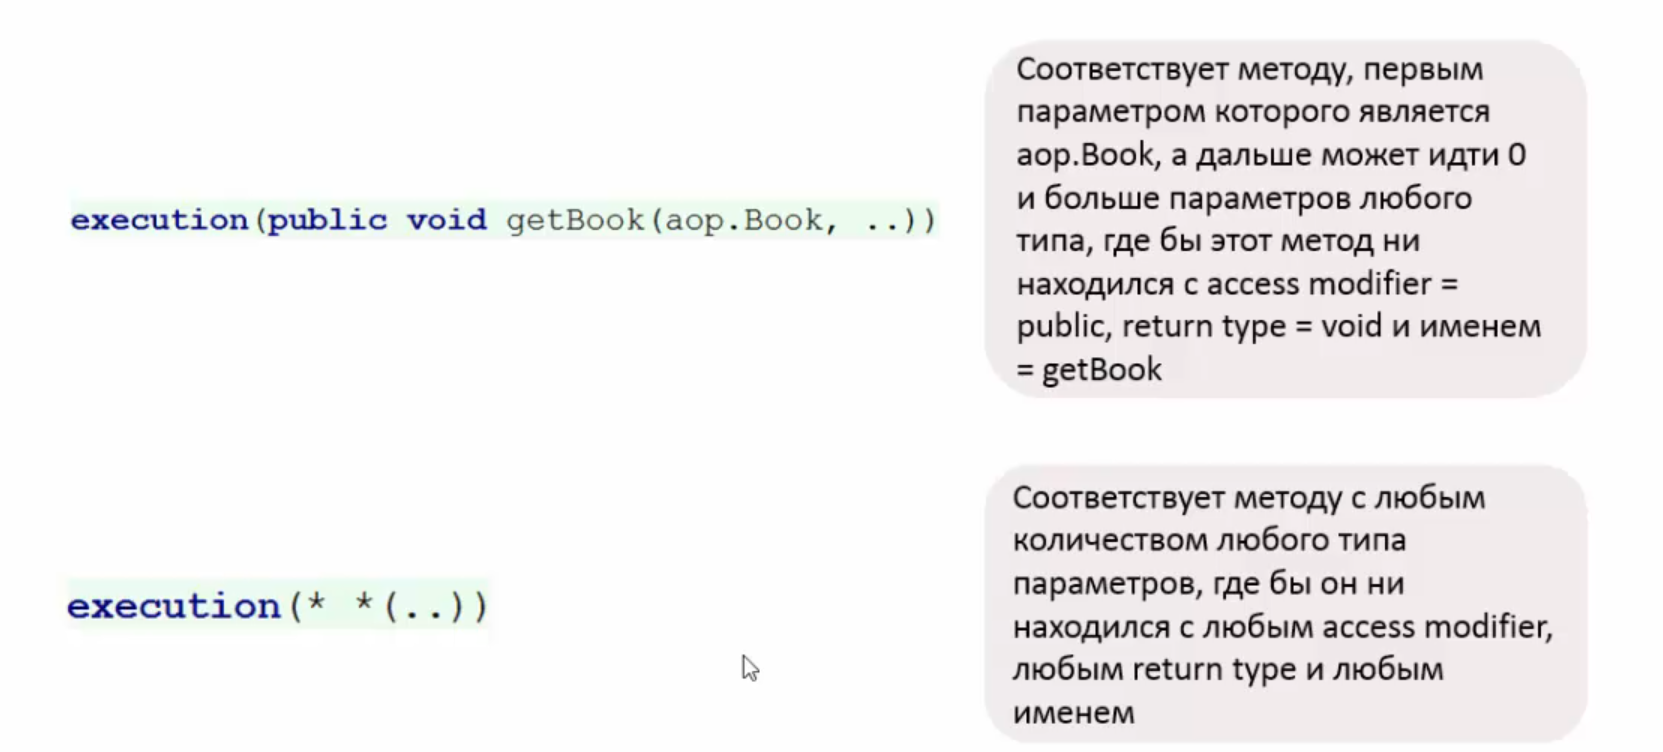 execution(public void getBook(aop.Book, ..))
Соответствует методу, первым
параметром которого является
aop.Book, а дальше может идти 0
и больше параметров любого
типа, где бы этот метод ни
находился с access modifier =
public, return type = void и именем
= getBook
execution(* *(..))
Соответствует методу с любым
количеством любого типа
параметров, где бы он ни
находился с любым access modifier,
любым return type и любым
именем